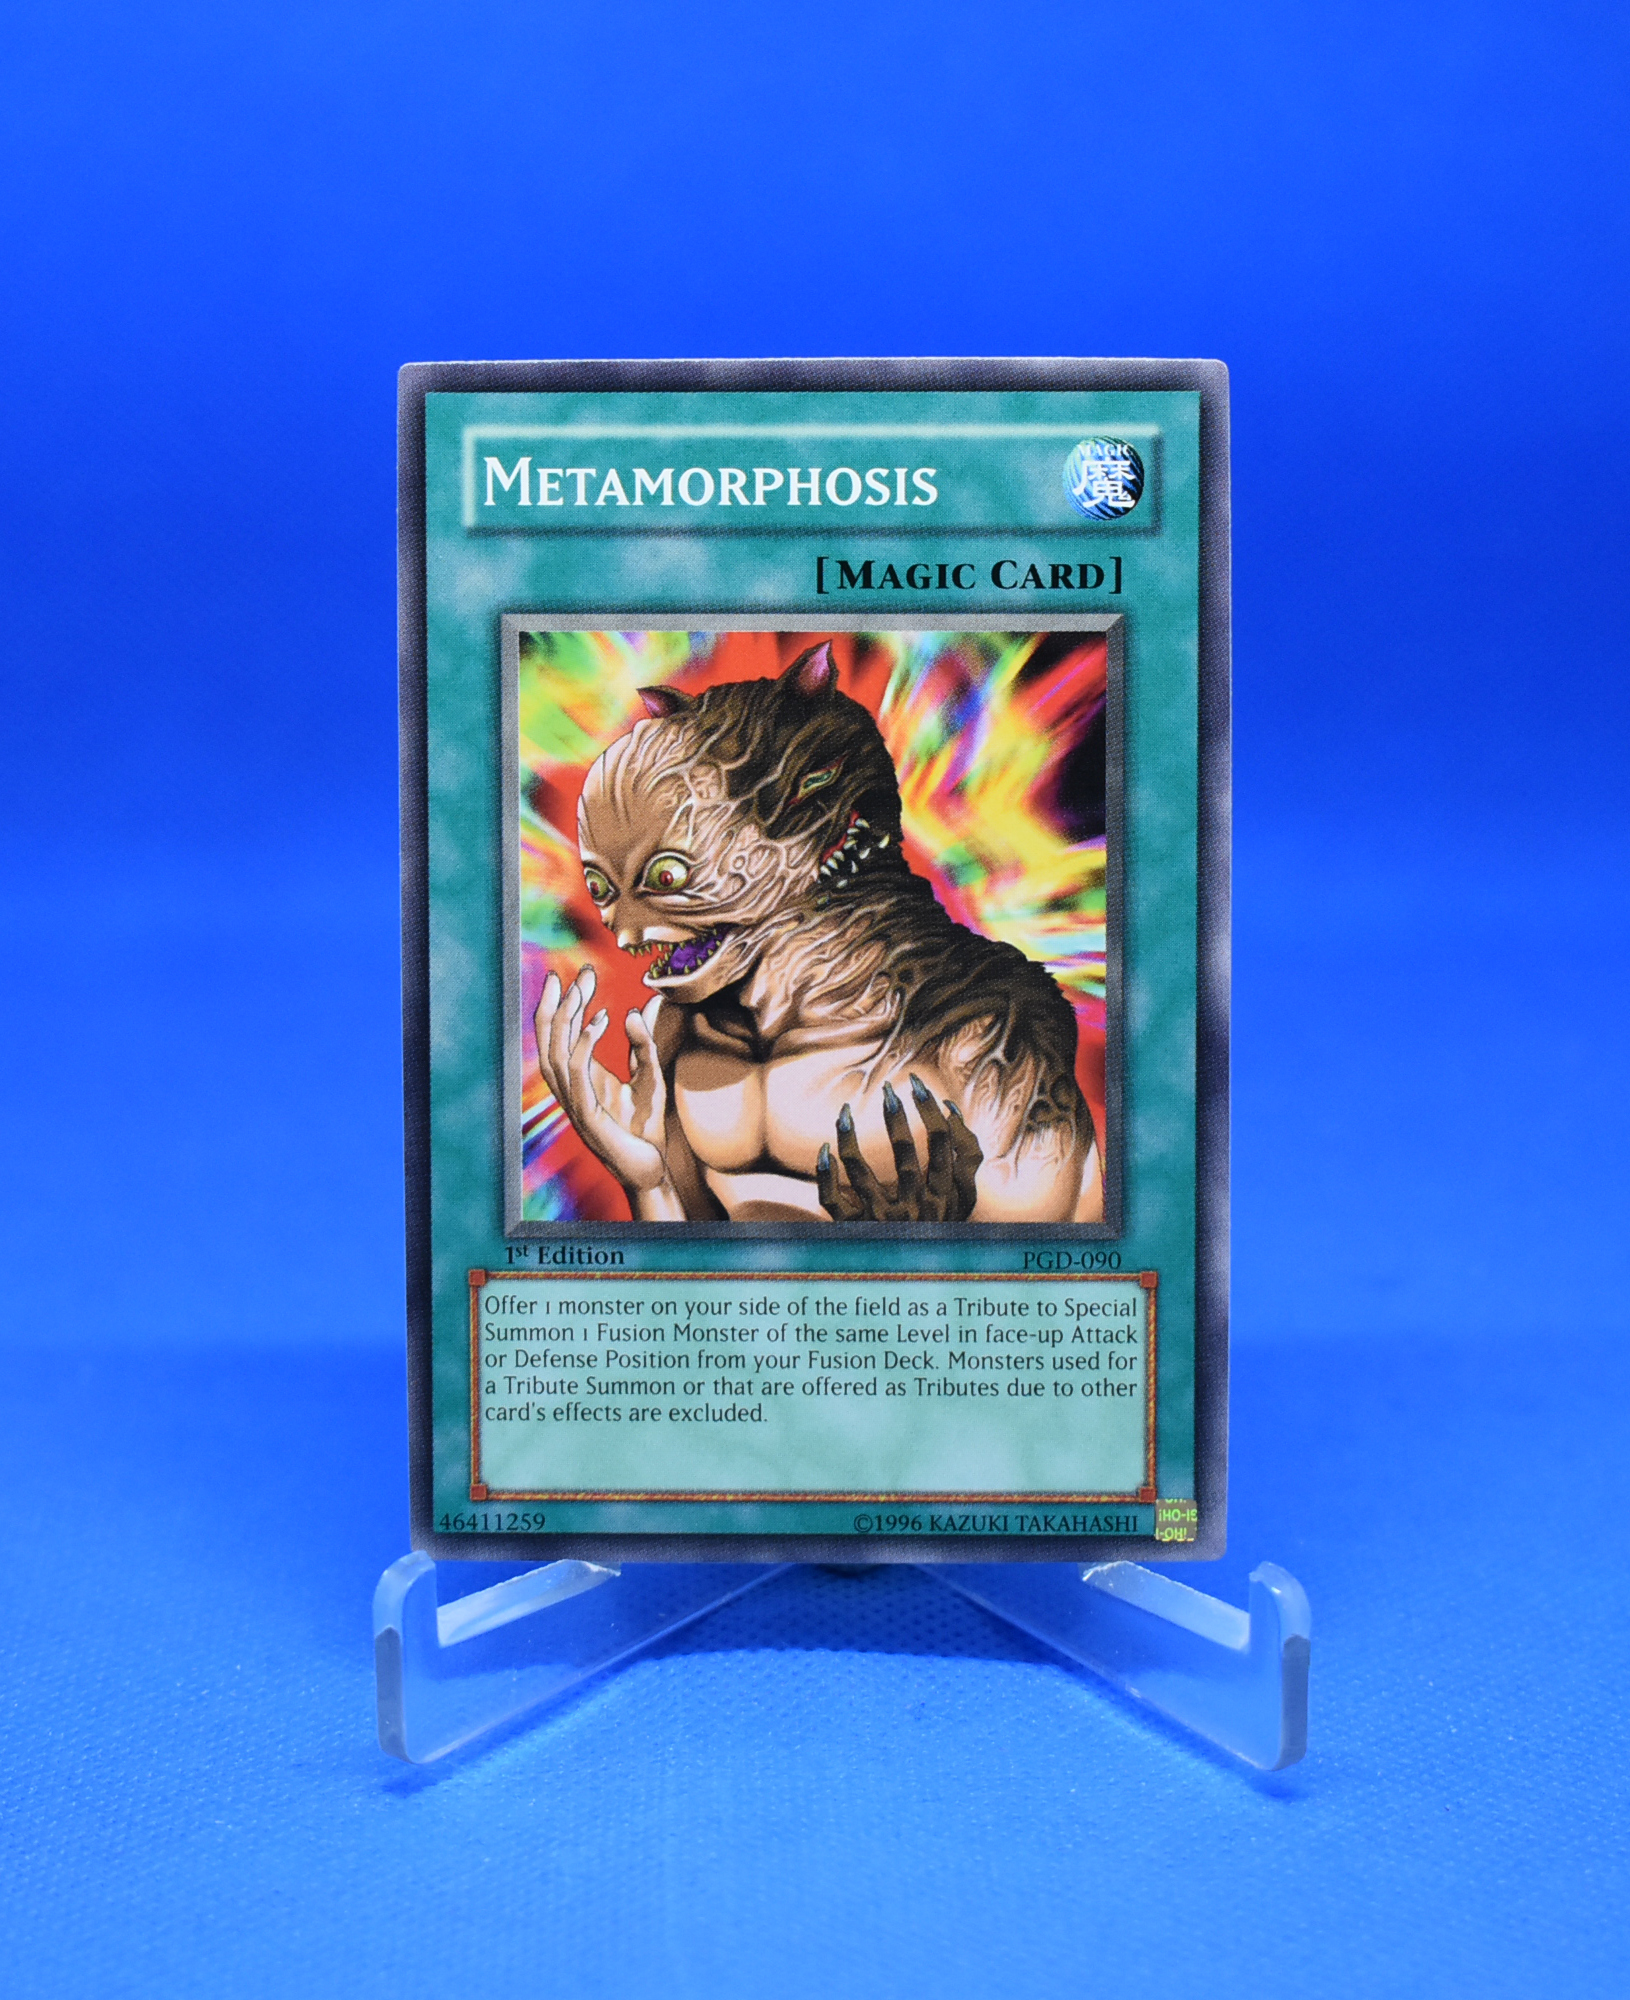 METAMORPHOSIS
MAGIC
魔
[MAGIC CARD]
1st Edition
PGD-090
Offer 1 monster on your side of the field as a Tribute to Special
Summon 1 Fusion Monster of the same Level in face-up Attack
or Defense Position from your Fusion Deck. Monsters used for
a Tribute Summon or that are offered as Tributes due to other
card's effects are excluded.
46411259
©1996 KAZUKI TAKAHASHI